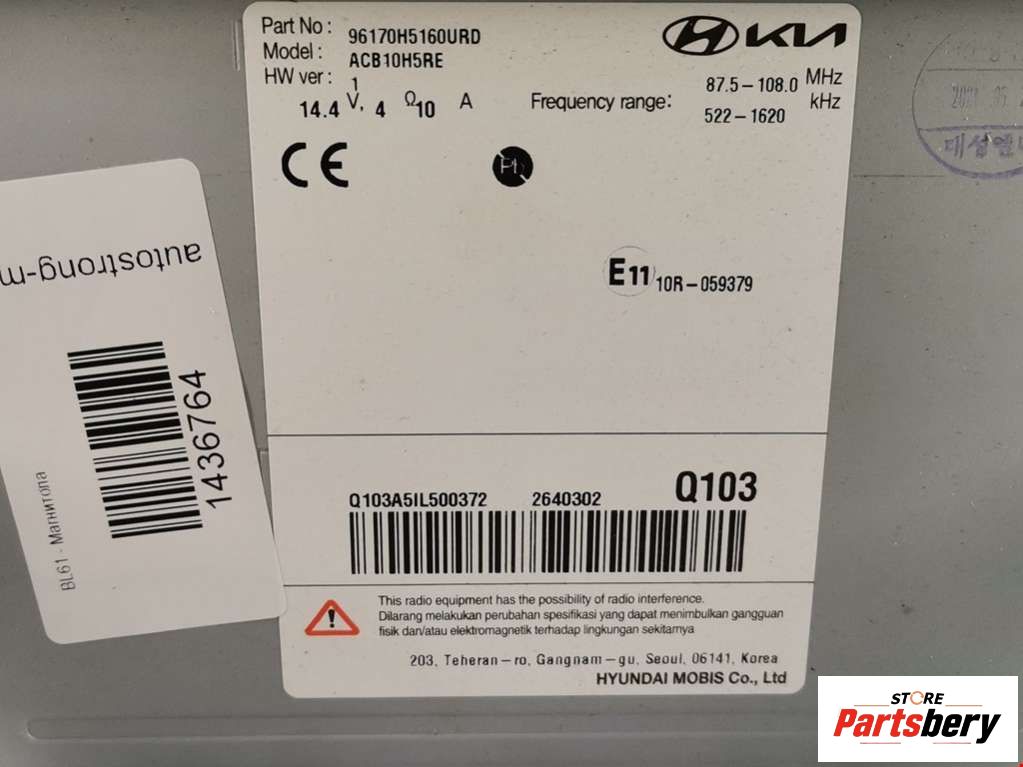 Part No : 96170H5160URD
Model : ACB10H5RE
HW ver : 1
14.4 V, 4 Ω 10 A
Frequency range: 87.5-108.0 MHz
522-1620 kHz
HYUNDAI KIA
CE
E11 10R-059379
Q103A5IL500372 2640302 Q103
This radio equipment has the possibility of radio interference.
Dilarang melakukan perubahan spesifikasi yang dapat menimbulkan gangguan
fisik dan/atau elektromagnetik terhadap lingkungan sekitarnya
203, Teheran-ro, Gangnam-gu, Seoul, 06141, Korea
HYUNDAI MOBIS Co., Ltd
autostrong-m
1436764
BL61 - Магнитола
STORE
Partsbery